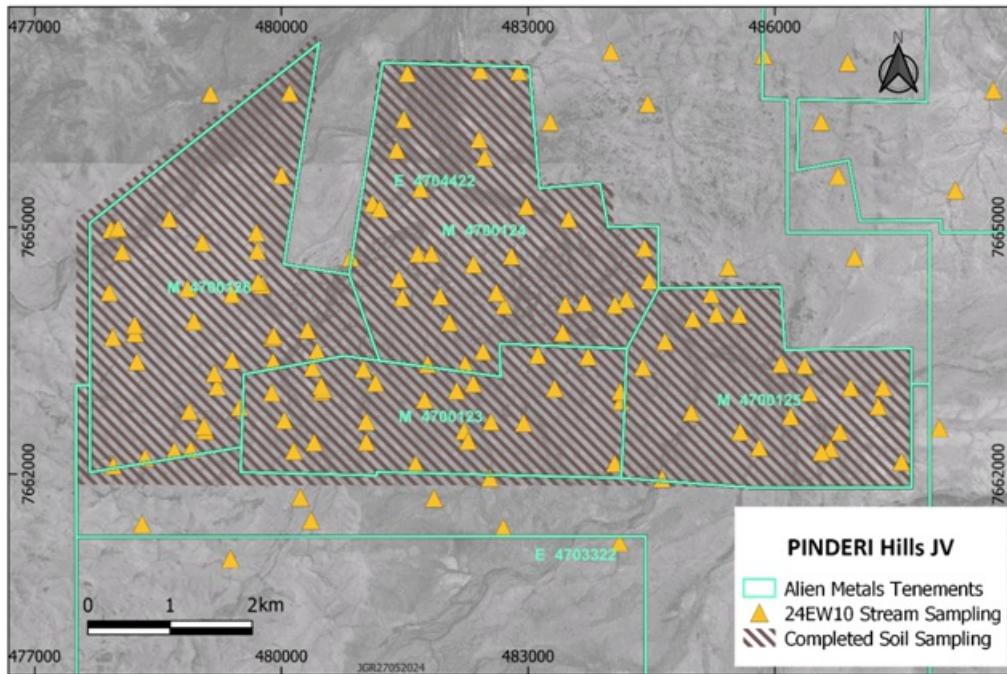 477000 480000 483000 486000
N
E 4704422
7665000 M 4700124 7665000
M 4700126
M 4700123 M 4700125
7662000 7662000
PINDERI Hills JV
E 4703322
Alien Metals Tenements
0 1 2km
24EW10 Stream Sampling
Completed Soil Sampling
477000 480000 JGR27052024 483000